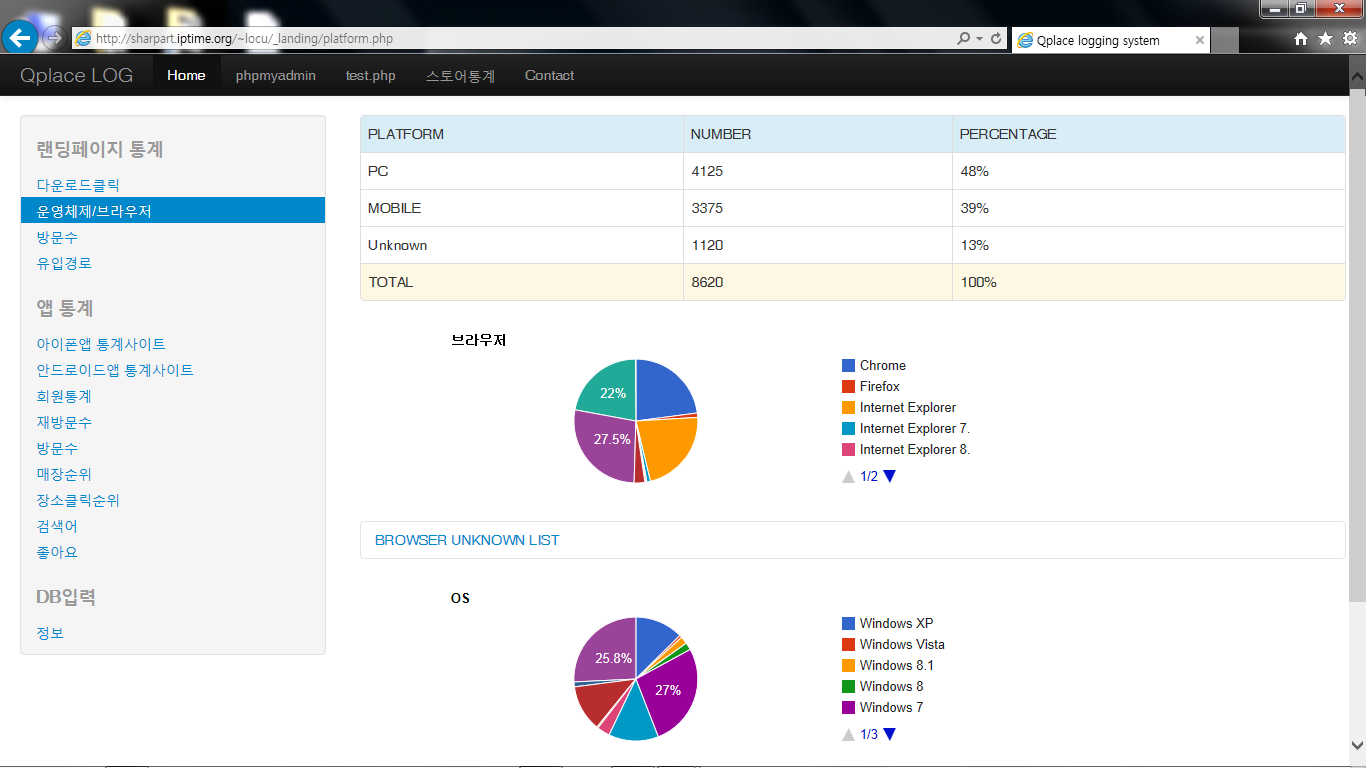 http://sharpart.iptime.org/~locu/_landing/platform.php
Qplace logging system
Qplace LOG Home phpmyadmin test.php 스토어통계 Contact
랜딩페이지 통계
다운로드클릭
운영체제/브라우저
방문수
유입경로
앱 통계
아이폰앱 통계사이트
안드로이드앱 통계사이트
회원통계
재방문수
방문수
매장순위
장소클릭순위
검색어
좋아요
DB입력
정보
PLATFORM NUMBER PERCENTAGE
PC 4125 48%
MOBILE 3375 39%
Unknown 1120 13%
TOTAL 8620 100%
브라우저
22%
27.5%
Chrome
Firefox
Internet Explorer
Internet Explorer 7.
Internet Explorer 8.
1/2
BROWSER UNKNOWN LIST
OS
25.8%
27%
Windows XP
Windows Vista
Windows 8.1
Windows 8
Windows 7
1/3